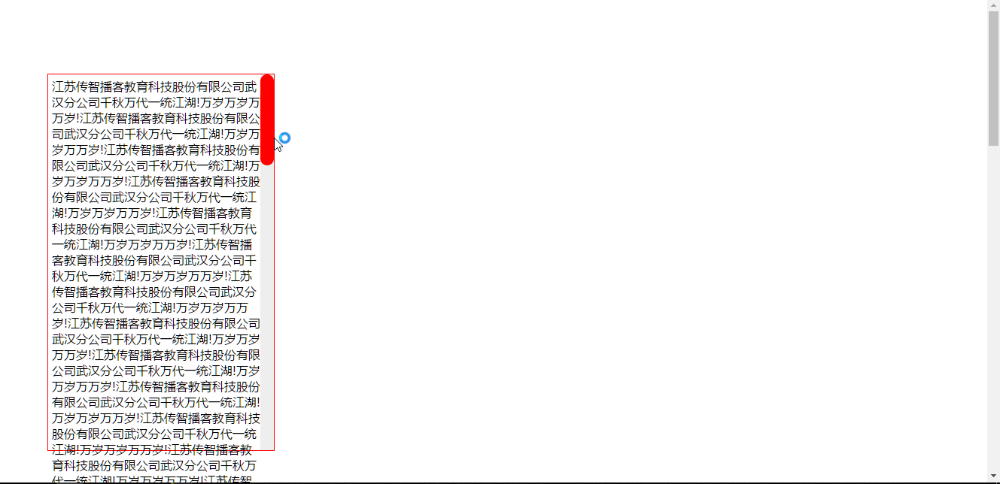 江苏传智播客教育科技股份有限公司武
汉分公司千秋万代一统江湖!万岁万岁万
万岁!江苏传智播客教育科技股份有限公
司武汉分公司千秋万代一统江湖!万岁万
岁万万岁!江苏传智播客教育科技股份有
限公司武汉分公司千秋万代一统江湖!万
岁万岁万万岁!江苏传智播客教育科技股
份有限公司武汉分公司千秋万代一统江
湖!万岁万岁万万岁!江苏传智播客教育
科技股份有限公司武汉分公司千秋万代
一统江湖!万岁万岁万万岁!江苏传智播
客教育科技股份有限公司武汉分公司千
秋万代一统江湖!万岁万岁万万岁!江苏
传智播客教育科技股份有限公司武汉分
公司千秋万代一统江湖!万岁万岁万万
岁!江苏传智播客教育科技股份有限公司
武汉分公司千秋万代一统江湖!万岁万岁
万万岁!江苏传智播客教育科技股份有限
公司武汉分公司千秋万代一统江湖!万岁
万岁万万岁!江苏传智播客教育科技股份
有限公司武汉分公司千秋万代一统江湖!
万岁万岁万万岁!江苏传智播客教育科技
股份有限公司武汉分公司千秋万代一统
江湖!万岁万岁万万岁!江苏传智播客教
育科技股份有限公司武汉分公司千秋万
代一统江湖!万岁万岁万万岁!江苏传智